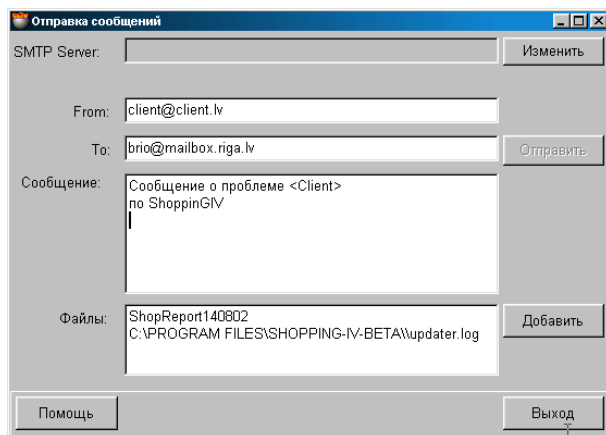 Отправка сообщений
SMTP Server:
Изменить
From: client@client.lv
To: brio@mailbox.riga.lv
Отправить
Сообщение: Сообщение о проблеме <Client>
по ShoppinGIV
Файлы: ShopReport140802
C:\PROGRAM FILES\SHOPPING-IV-BETA\\updater.log
Добавить
Помощь
Выход